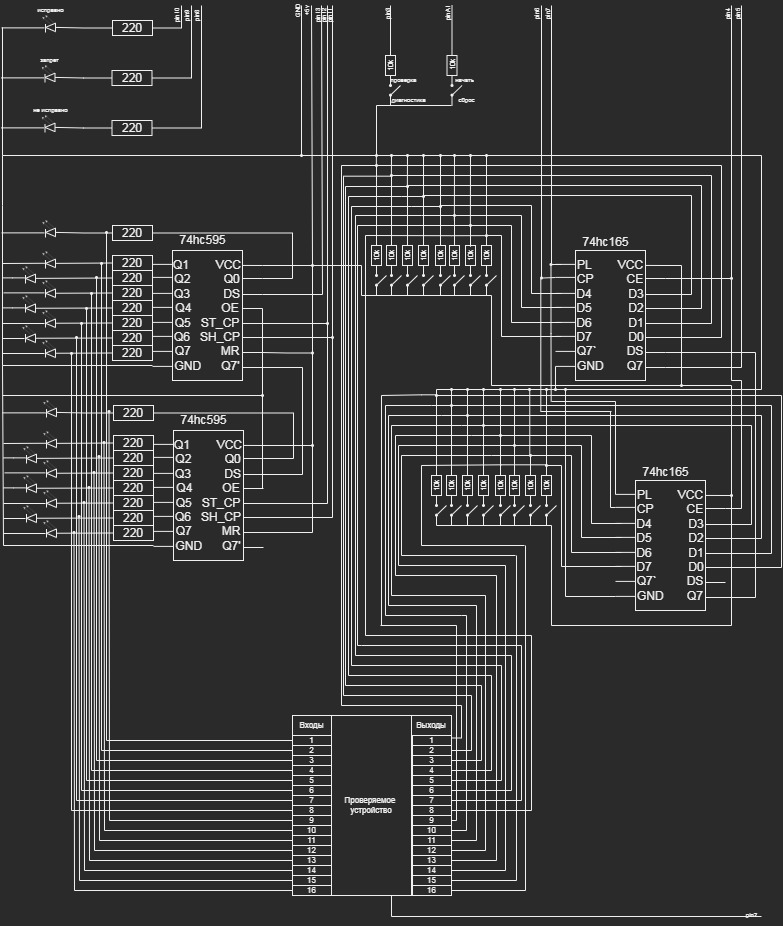 pin10
pin9
pin8
GND
+5V
pin13
pin12
pin11
pin3
pinA1
pin6
pin7
pin4
pin5
исправно
220
запрет
220
не исправно
220
10k
10k
проверка
начать
диагностика
сброс
220
74hc595
220
220
220
220
220
220
220
Q1
Q2
Q3
Q4
Q5
Q6
Q7
GND
VCC
Q0
DS
OE
ST_CP
SH_CP
MR
Q7'
10k
10k
10k
10k
10k
10k
10k
10k
74hc165
PL
CP
D4
D5
D6
D7
Q7`
GND
VCC
CE
D3
D2
D1
D0
DS
Q7
220
74hc595
220
220
220
220
220
220
220
Q1
Q2
Q3
Q4
Q5
Q6
Q7
GND
VCC
Q0
DS
OE
ST_CP
SH_CP
MR
Q7'
10k
10k
10k
10k
10k
10k
10k
10k
74hc165
PL
CP
D4
D5
D6
D7
Q7`
GND
VCC
CE
D3
D2
D1
D0
DS
Q7
Входы
1
2
3
4
5
6
7
8
9
10
11
12
13
14
15
16
Проверяемое
устройство
Выходы
1
2
3
4
5
6
7
8
9
10
11
12
13
14
15
16